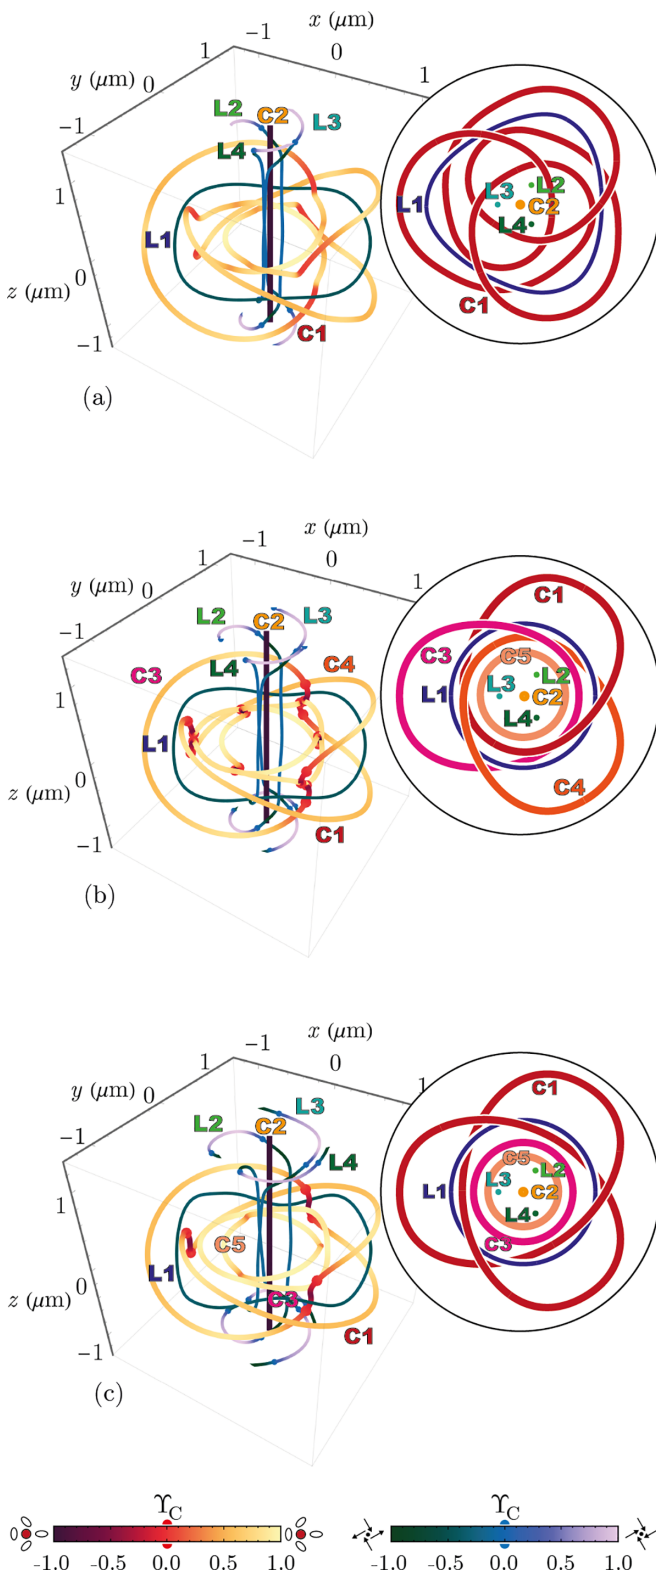 x (μm)
−1
0
1
y (μm)
1
0
−1
L2
C2
L3
L4
L1
C1
1
0
−1
z (μm)
L3
L2
C2
L4
L1
C1
(a)
x (μm)
−1
0
1
y (μm)
1
0
−1
L2
C2
L3
L4
C3
C4
L1
C1
1
0
−1
z (μm)
C1
C3
C5
L2
L3
C2
L1
L4
C4
(b)
x (μm)
−1
0
1
y (μm)
1
0
−1
L2
C2
L3
L4
C5
L1
C3
C1
1
0
−1
z (μm)
C1
C5
L2
L3
C2
L1
L4
C3
(c)
ϒC ϒC
-1.0 -0.5 0.0 0.5 1.0 -1.0 -0.5 0.0 0.5 1.0